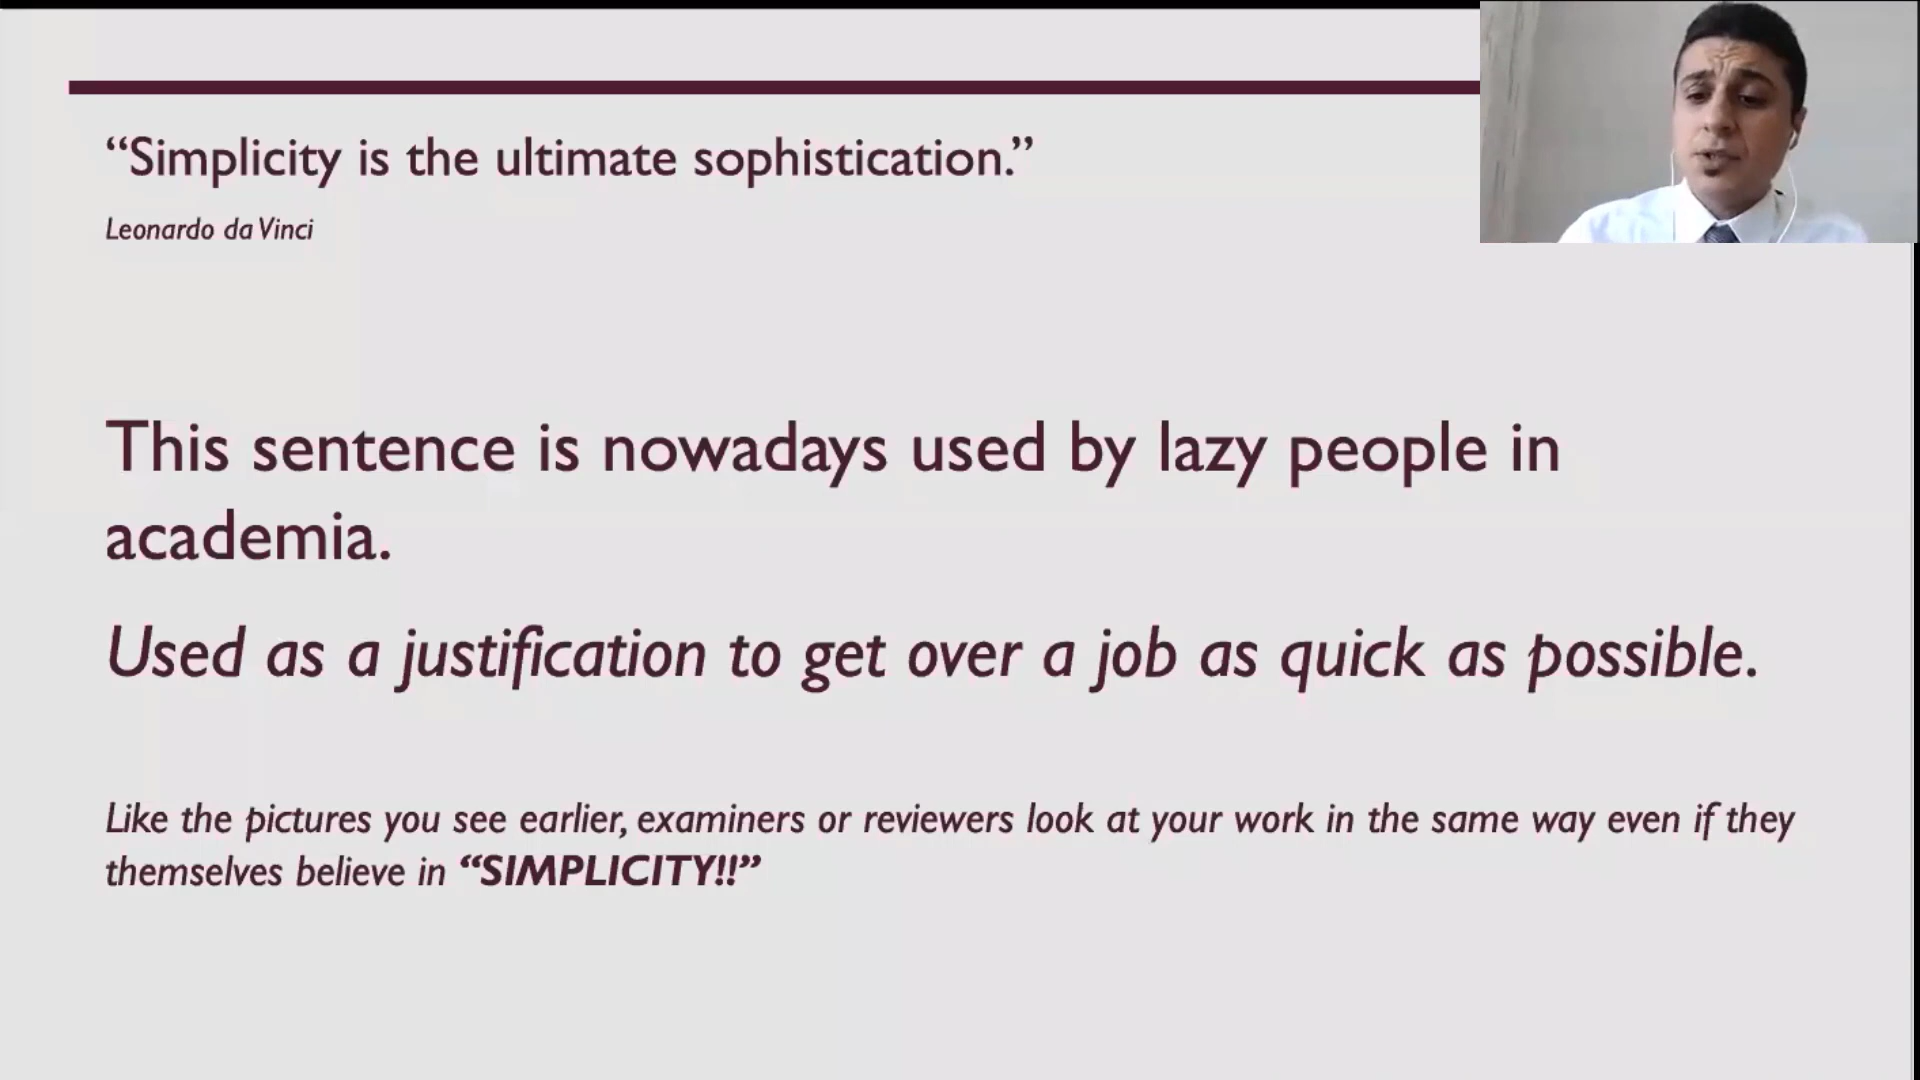 “Simplicity is the ultimate sophistication.”
Leonardo da Vinci
This sentence is nowadays used by lazy people in
academia.
Used as a justification to get over a job as quick as possible.
Like the pictures you see earlier, examiners or reviewers look at your work in the same way even if they
themselves believe in “SIMPLICITY!!”